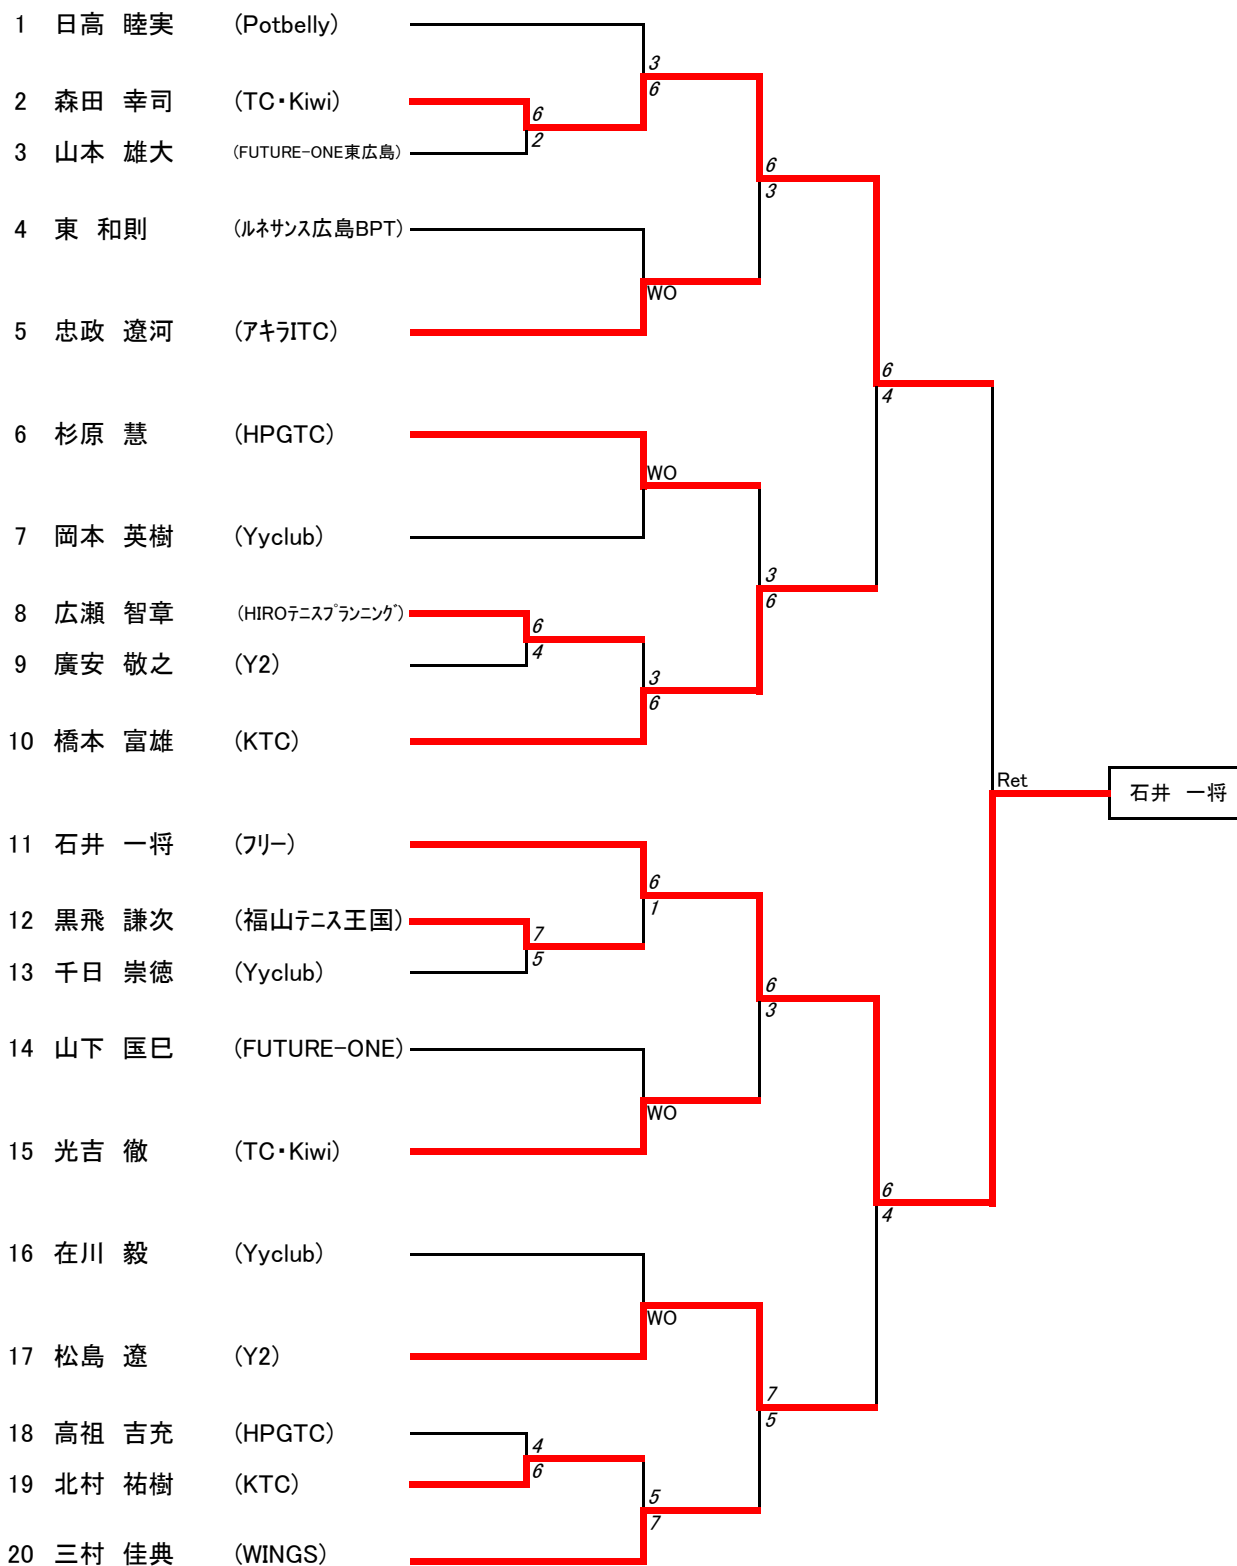 1 日高 睦実 (Potbelly)
3
2 森田 幸司 (TC・Kiwi) 6 6
3 山本 雄大 (FUTURE-ONE東広島) 2
6
3
4 東 和則 (ルネサンス広島BPT)
WO
5 忠政 遼河 (アキラITC)
6
4
6 杉原 慧 (HPGTC)
WO
7 岡本 英樹 (Yyclub)
3
6
8 広瀬 智章 (HIROテニスプランニング) 6
9 廣安 敬之 (Y2) 4 3
6
10 橋本 富雄 (KTC)
Ret
石井 一将
11 石井 一将 (フリー)
6
1
12 黒飛 謙次 (福山テニス王国) 7
13 千日 崇徳 (Yyclub) 5
6
3
14 山下 匡巳 (FUTURE-ONE)
WO
15 光吉 徹 (TC・Kiwi)
6
4
16 在川 毅 (Yyclub)
WO
17 松島 遼 (Y2)
7
5
18 高祖 吉充 (HPGTC) 4
19 北村 祐樹 (KTC) 6
5
7
20 三村 佳典 (WINGS)